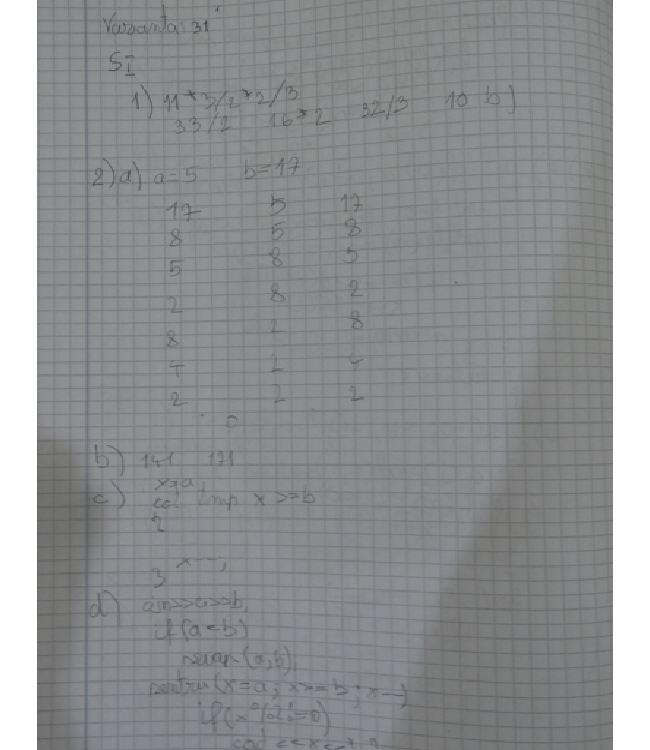 Varianta 31
SI
1) 11*3/2*2/3
33/2 16*2 32/3 10 b)
2) a) a=5 b=17
17 5 17
8 5 8
5 8 5
2 8 2
8 2 8
4 2 4
2 2 2
0
b) 141 171
c) x=a
cat timp x>=b
x--;
d) cin>>a>>b;
if(a<b)
swap(a,b);
pentru(x=a; x>=b; x--)
if(x%2!=0)
cout<<x<<